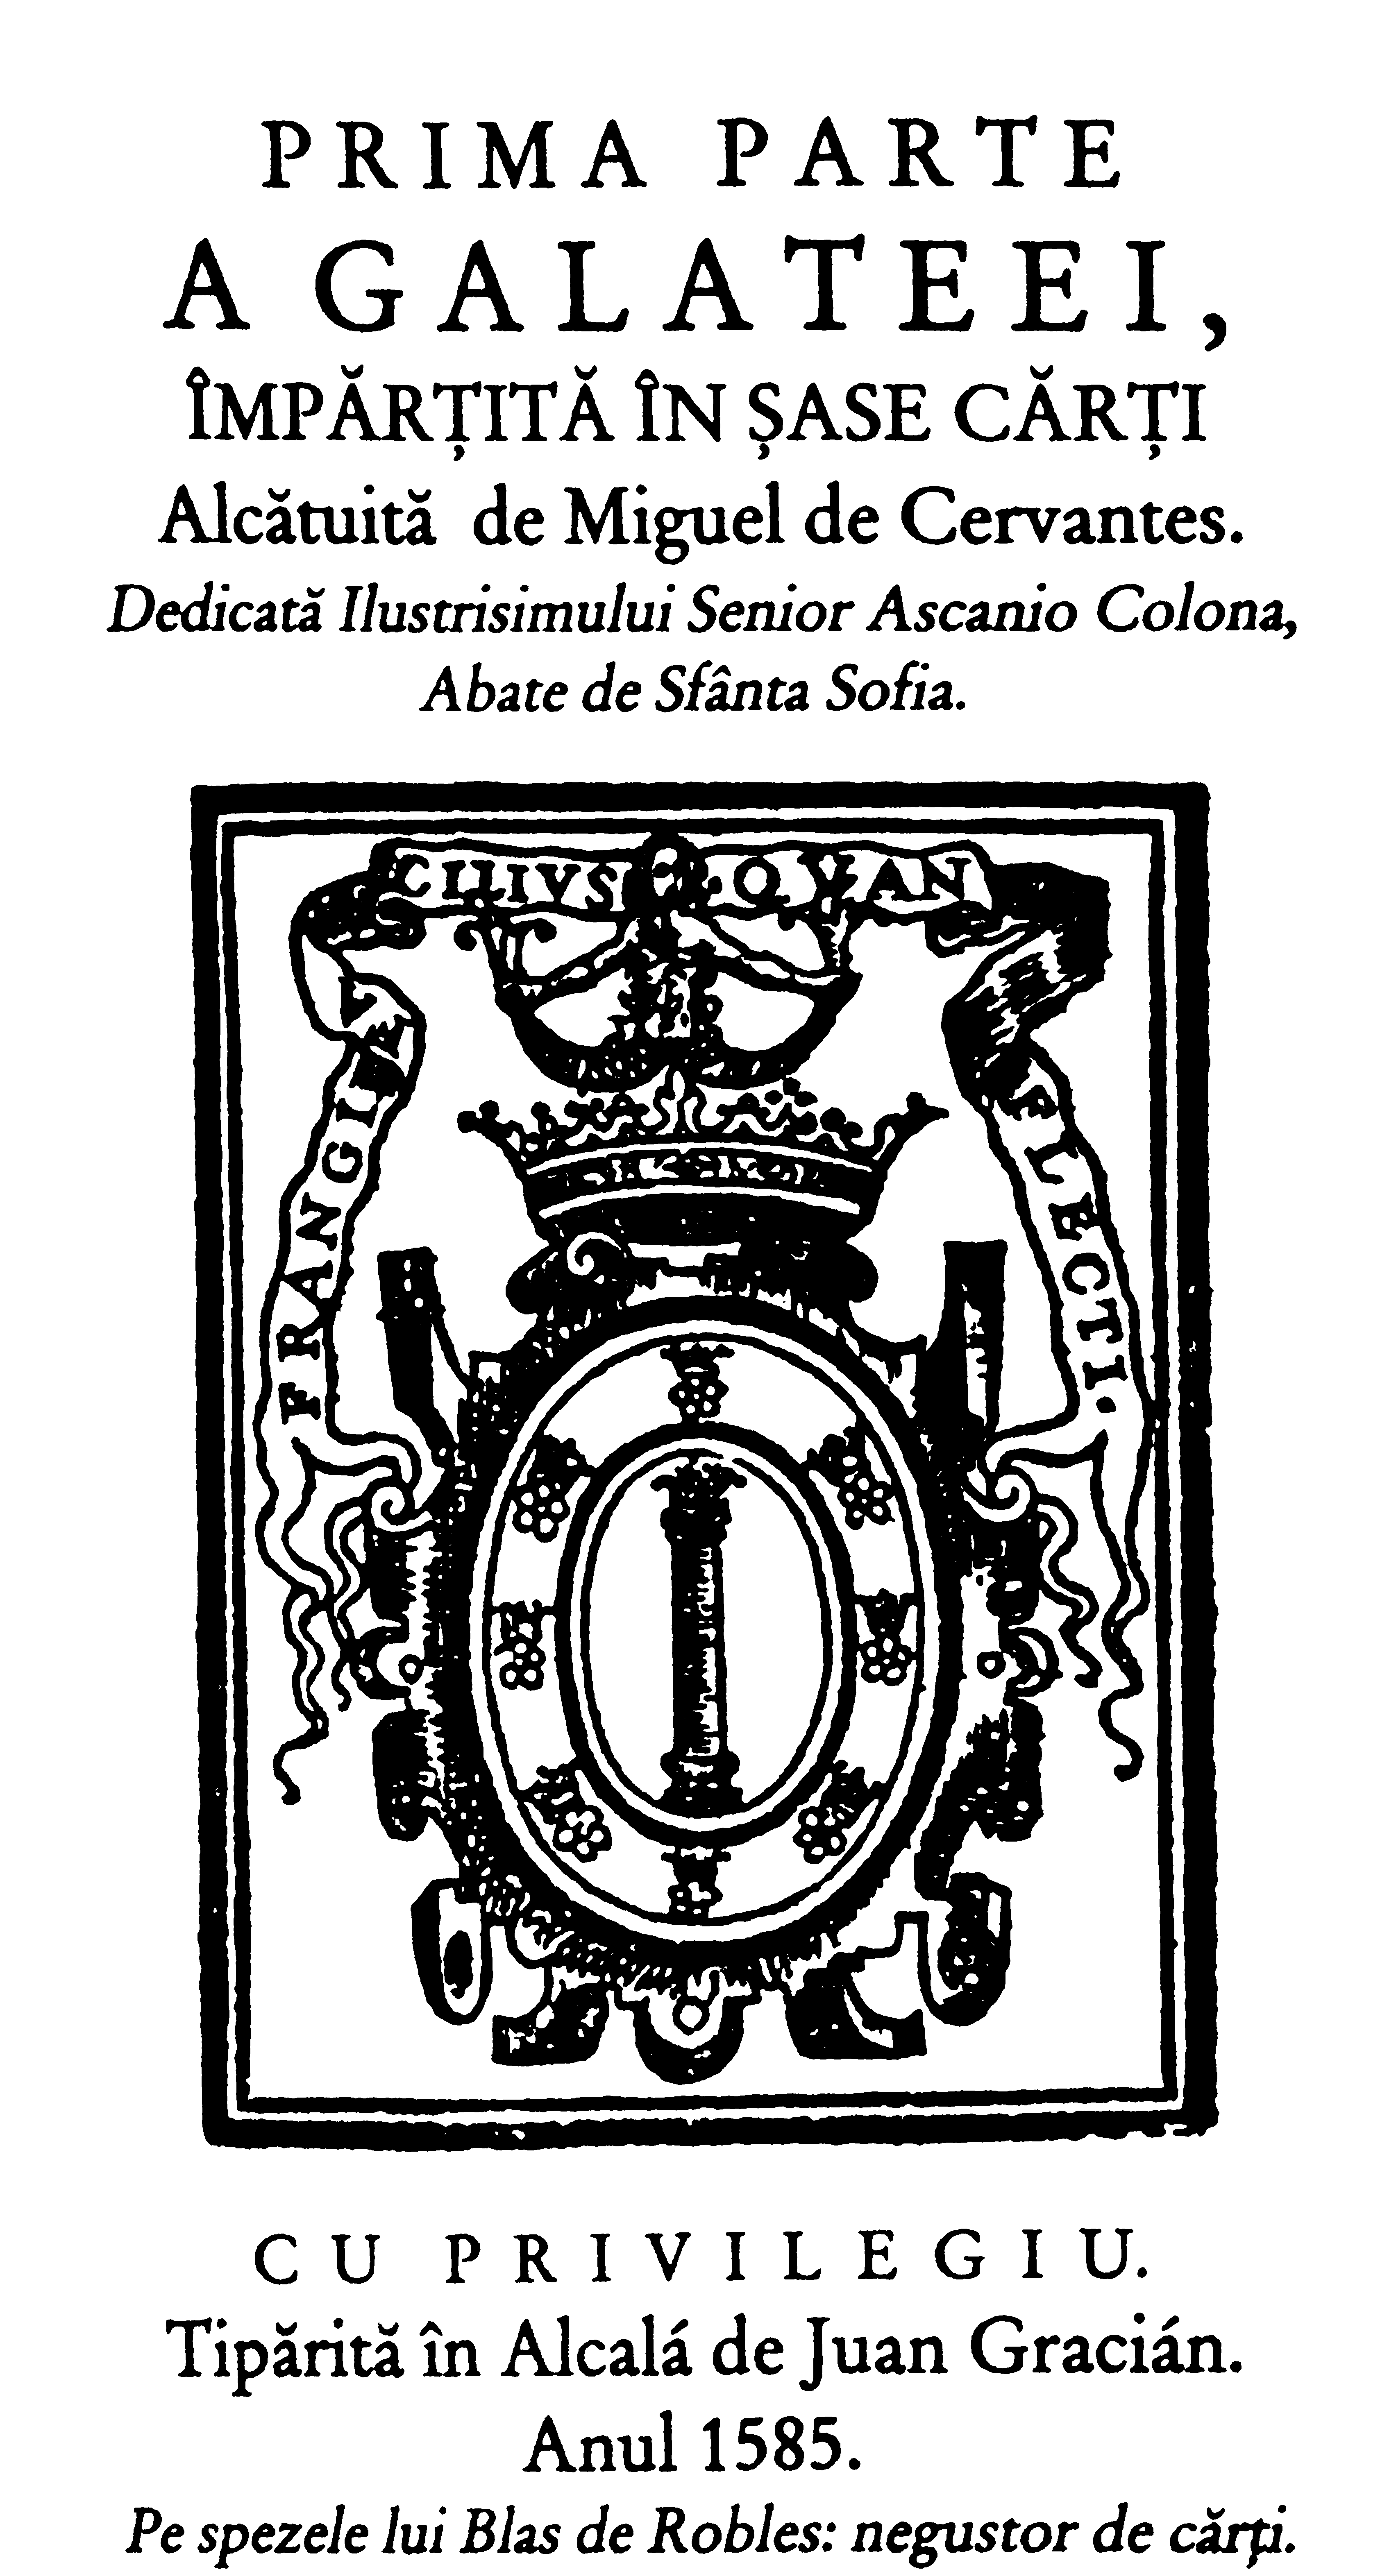 PRIMA PARTE
A GALATEEI,
ÎMPĂRȚITĂ ÎN ȘASE CĂRȚI
Alcătuită de Miguel de Cervantes.
Dedicată Ilustrisimului Senior Ascanio Colona,
Abate de Sfânta Sofia.
FRANGI
FLECTI.
CU PRIVILEGIU.
Tipărită în Alcalá de Juan Gracián.
Anul 1585.
Pe spezele lui Blas de Robles: negustor de cărți.